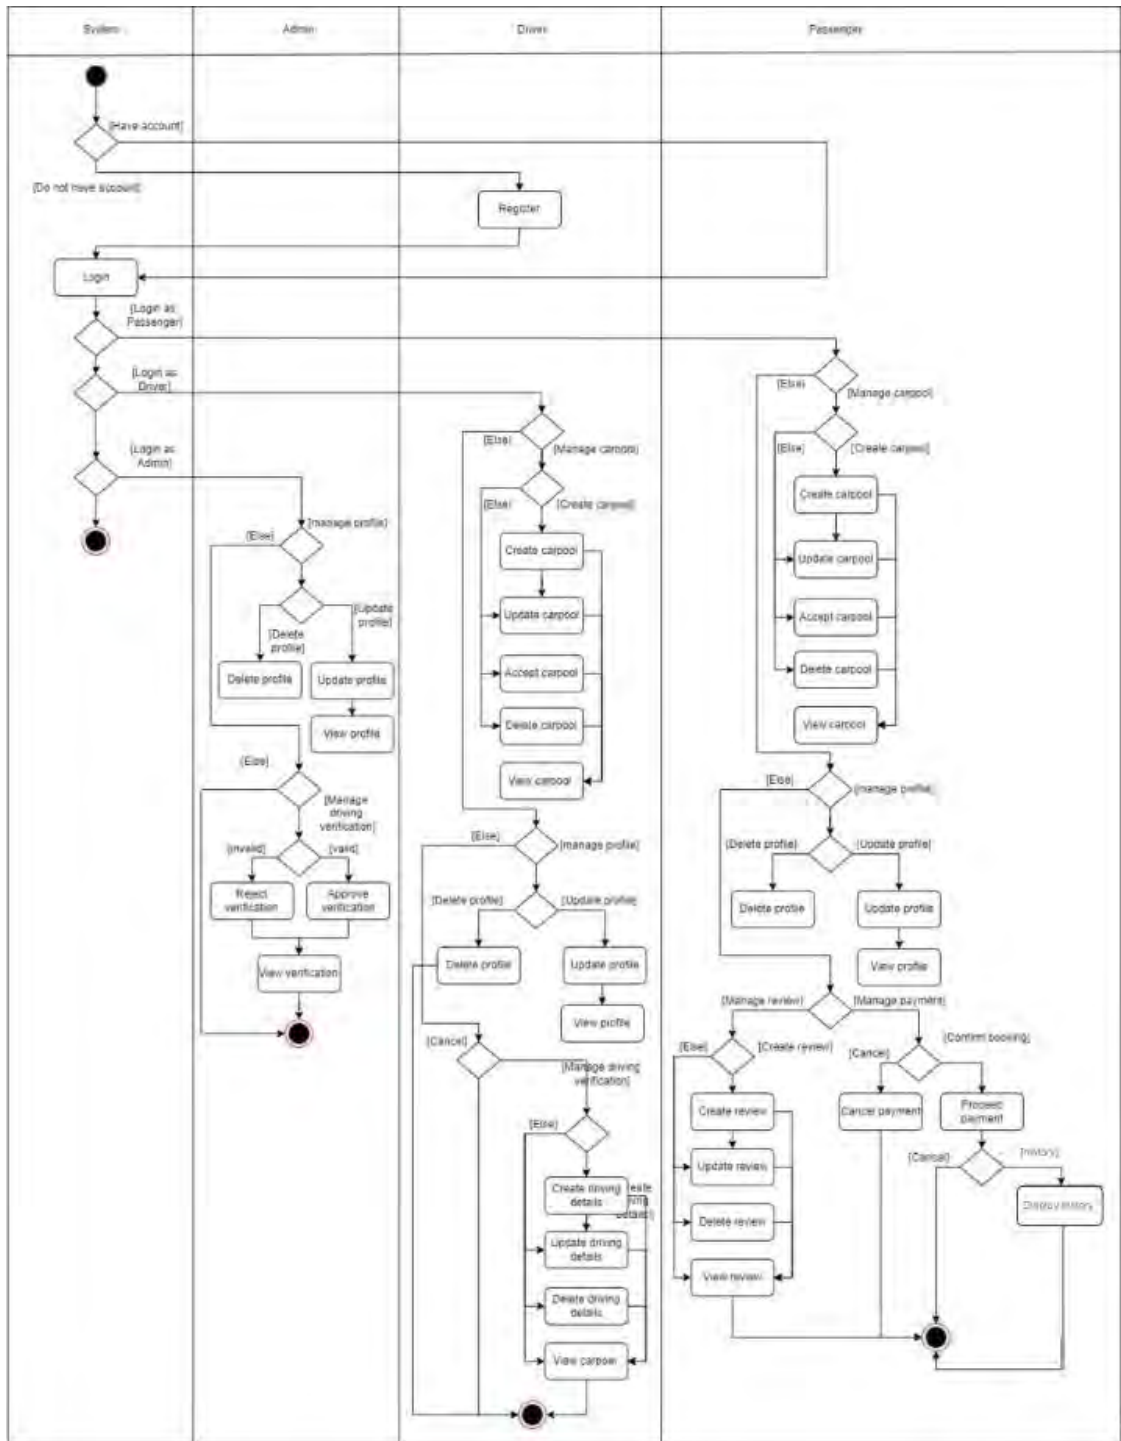 System
Admin
Driver
Passenger
[Have account]
[Do not have account]
Register
Login
[Login as
Passenger]
[Login as
Driver]
[Login as
Admin]
[Else]
[manage profile]
[Delete
profile]
[Update
profile]
Delete profile
Update profile
View profile
[Else]
[Manage
driving
verification]
[invalid]
[valid]
Reject
verification
Approve
verification
View verification
[Else]
[Manage carpool]
[Else]
[Create carpool]
Create carpool
Update carpool
Accept carpool
Delete carpool
View carpool
[Else]
[manage profile]
[Delete profile]
[Update profile]
Delete profile
Update profile
View profile
[Cancel]
[Manage driving
verification]
[Else]
Create driving
details
[Create
driving
details]
Update driving
details
Delete driving
details
View carpool
[Else]
[Manage carpool]
[Else]
[Create carpool]
Create carpool
Update carpool
Accept carpool
Delete carpool
View carpool
[Else]
[manage profile]
[Delete profile]
[Update profile]
Delete profile
Update profile
View profile
[Manage review]
[Manage payment]
[Else]
[Create review]
[Cancel]
[Confirm booking]
Create review
Update review
Delete review
View review
Cancel payment
Proceed
payment
[Cancel]
[History]
Display history